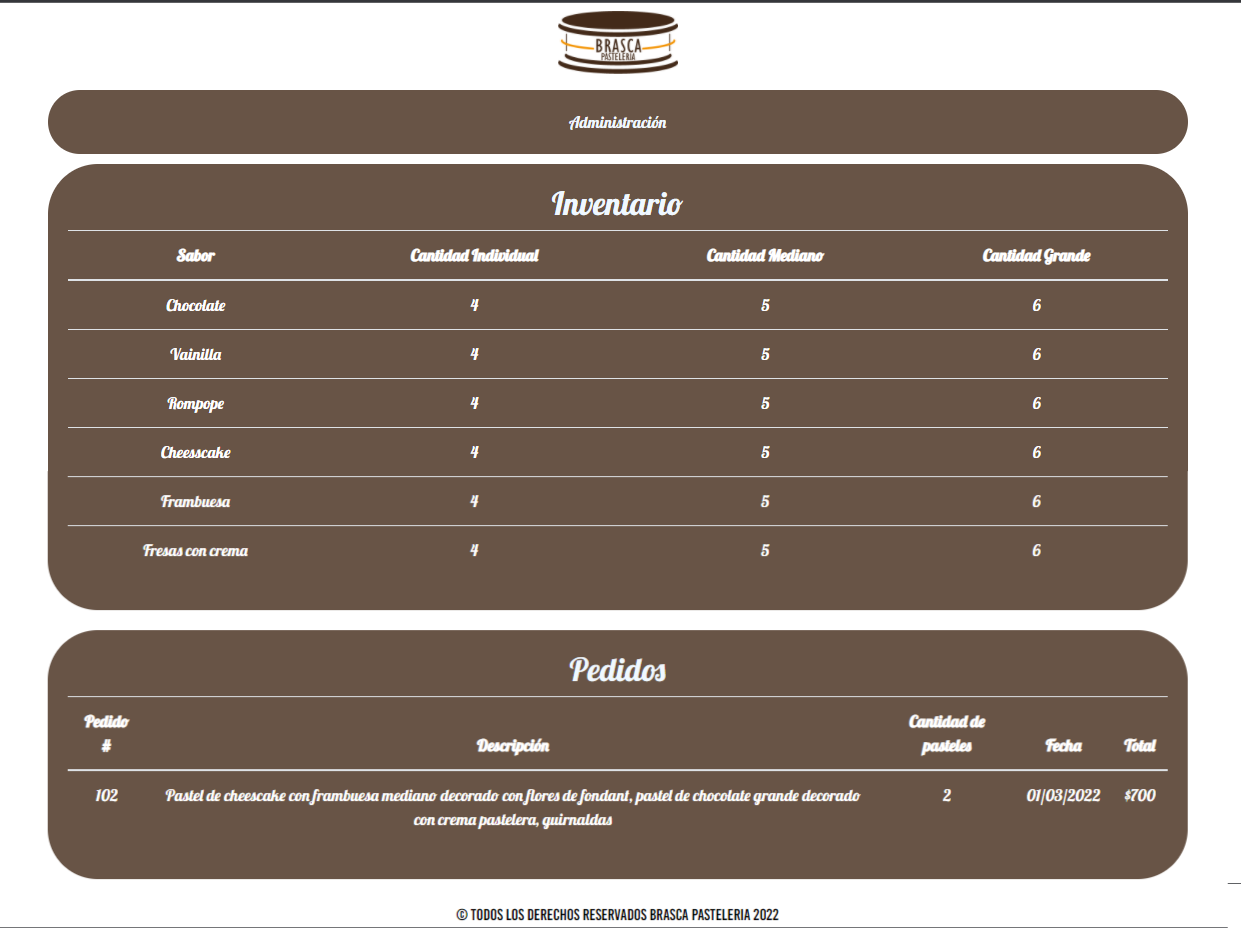 BRASCA
PASTELERIA
Administración
Inventario
Sabor Cantidad Individual Cantidad Mediano Cantidad Grande
Chocolate 4 5 6
Vainilla 4 5 6
Rompope 4 5 6
Cheesscake 4 5 6
Frambuesa 4 5 6
Fresas con crema 4 5 6
Pedidos
Pedido # Descripción Cantidad de pasteles Fecha Total
102 Pastel de cheescake con frambuesa mediano decorado con flores de fondant, pastel de chocolate grande decorado 2 01/03/2022 $700
con crema pastelera, guirnaldas
© TODOS LOS DERECHOS RESERVADOS BRASCA PASTELERIA 2022